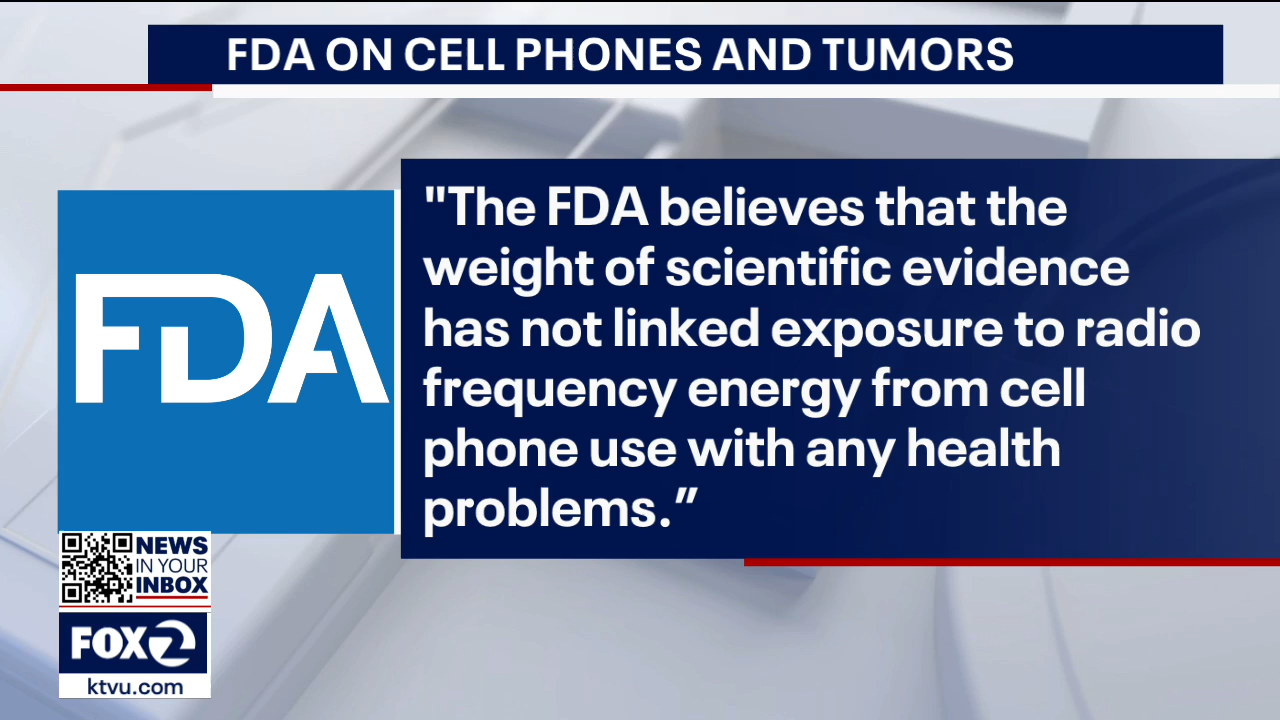 FDA ON CELL PHONES AND TUMORS
FDA
"The FDA believes that the
weight of scientific evidence
has not linked exposure to radio
frequency energy from cell
phone use with any health
problems.”
NEWS
IN YOUR
INBOX
FOX 2
ktvu.com